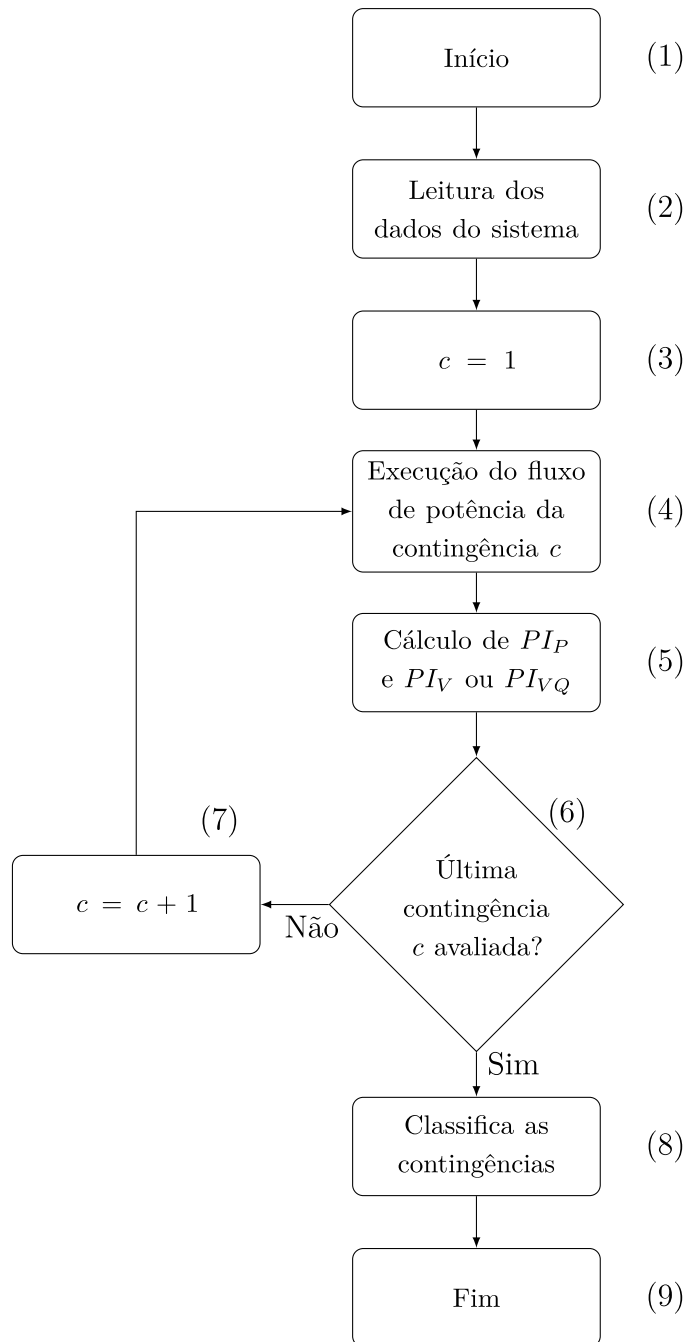 Início
(1)
Leitura dos
dados do sistema
(2)
c = 1
(3)
Execução do fluxo
de potência da
contingência c
(4)
Cálculo de PI_P
e PI_V ou PI_{VQ}
(5)
(6)
Última
contingência
c avaliada?
(7)
c = c + 1
Não
Sim
Classifica as
contingências
(8)
Fim
(9)